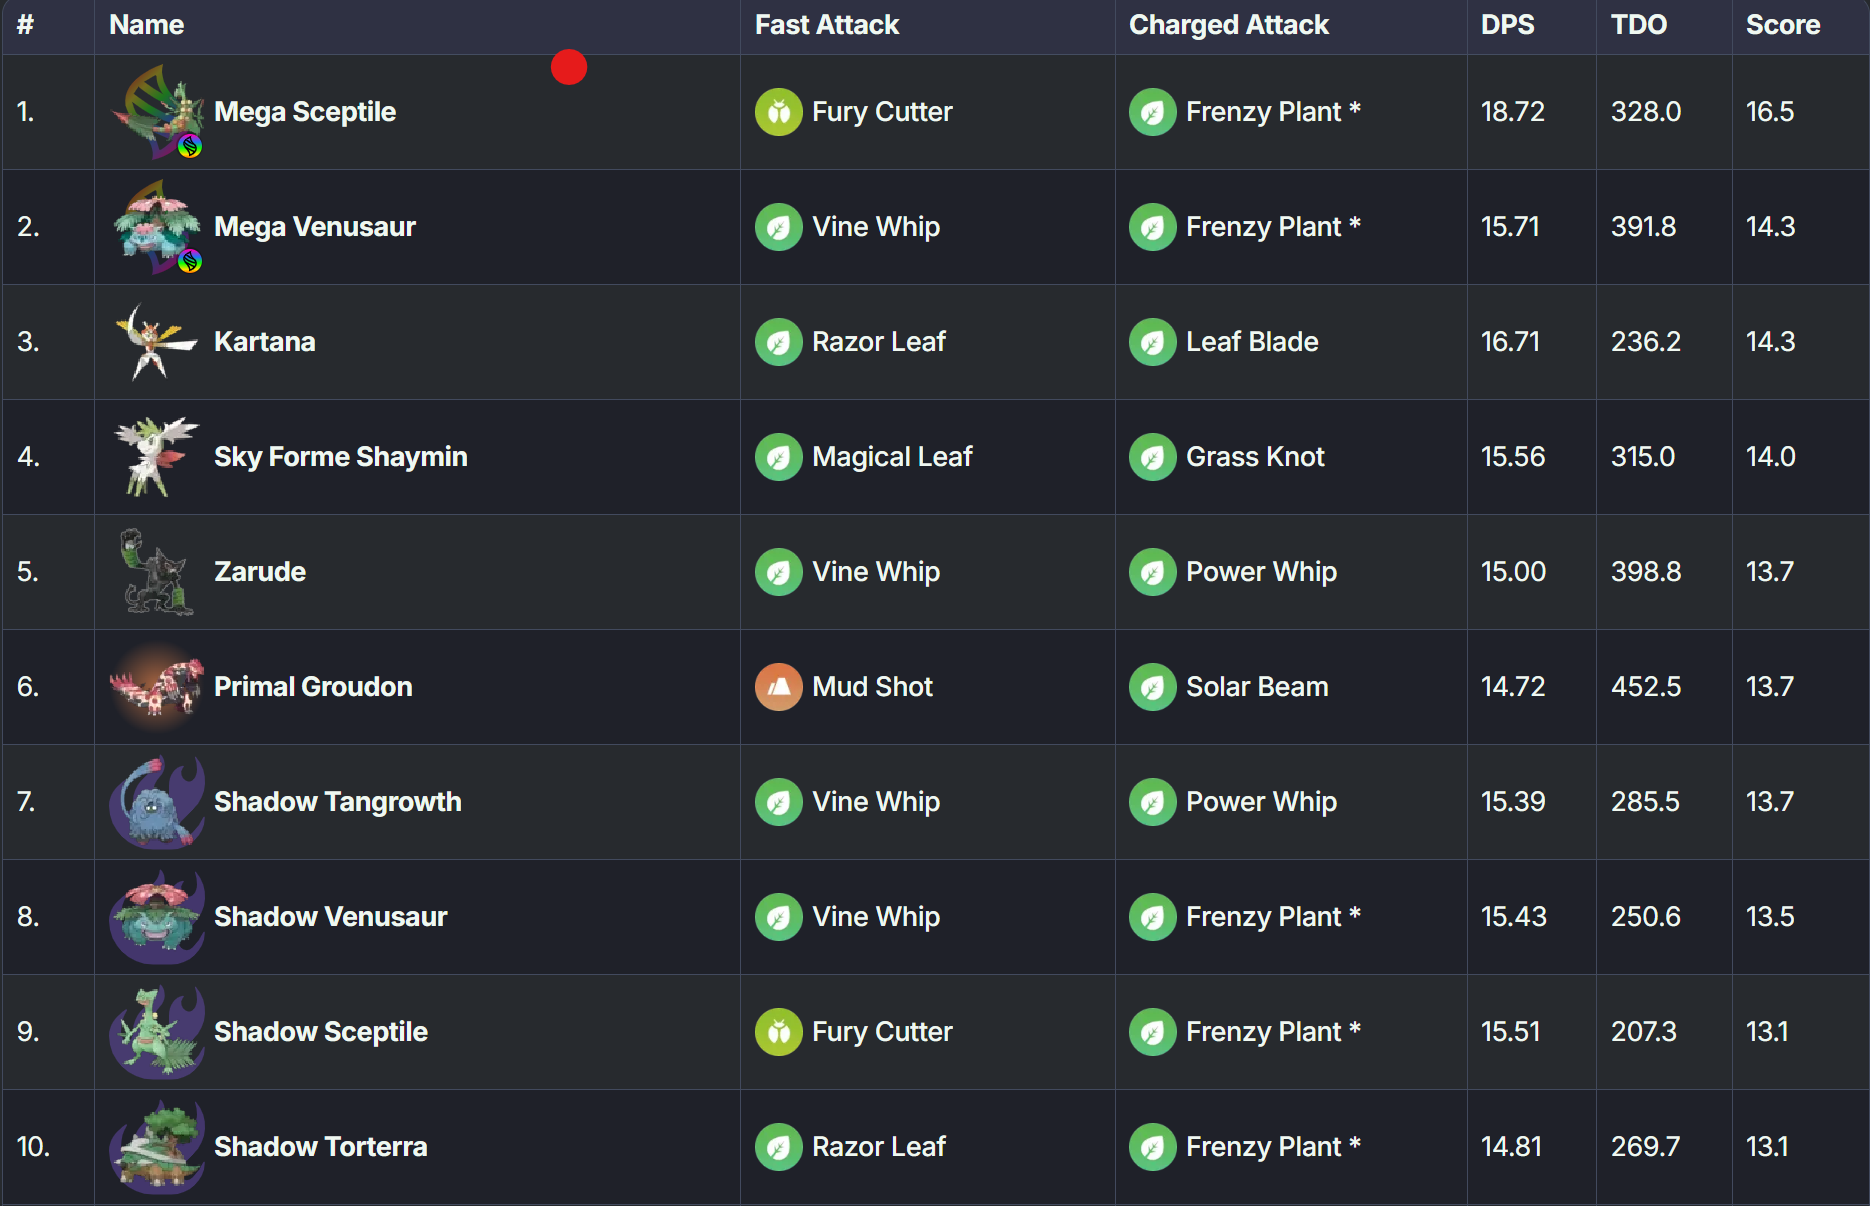 # Name Fast Attack Charged Attack DPS TDO Score
1. Mega Sceptile Fury Cutter Frenzy Plant * 18.72 328.0 16.5
2. Mega Venusaur Vine Whip Frenzy Plant * 15.71 391.8 14.3
3. Kartana Razor Leaf Leaf Blade 16.71 236.2 14.3
4. Sky Forme Shaymin Magical Leaf Grass Knot 15.56 315.0 14.0
5. Zarude Vine Whip Power Whip 15.00 398.8 13.7
6. Primal Groudon Mud Shot Solar Beam 14.72 452.5 13.7
7. Shadow Tangrowth Vine Whip Power Whip 15.39 285.5 13.7
8. Shadow Venusaur Vine Whip Frenzy Plant * 15.43 250.6 13.5
9. Shadow Sceptile Fury Cutter Frenzy Plant * 15.51 207.3 13.1
10. Shadow Torterra Razor Leaf Frenzy Plant * 14.81 269.7 13.1